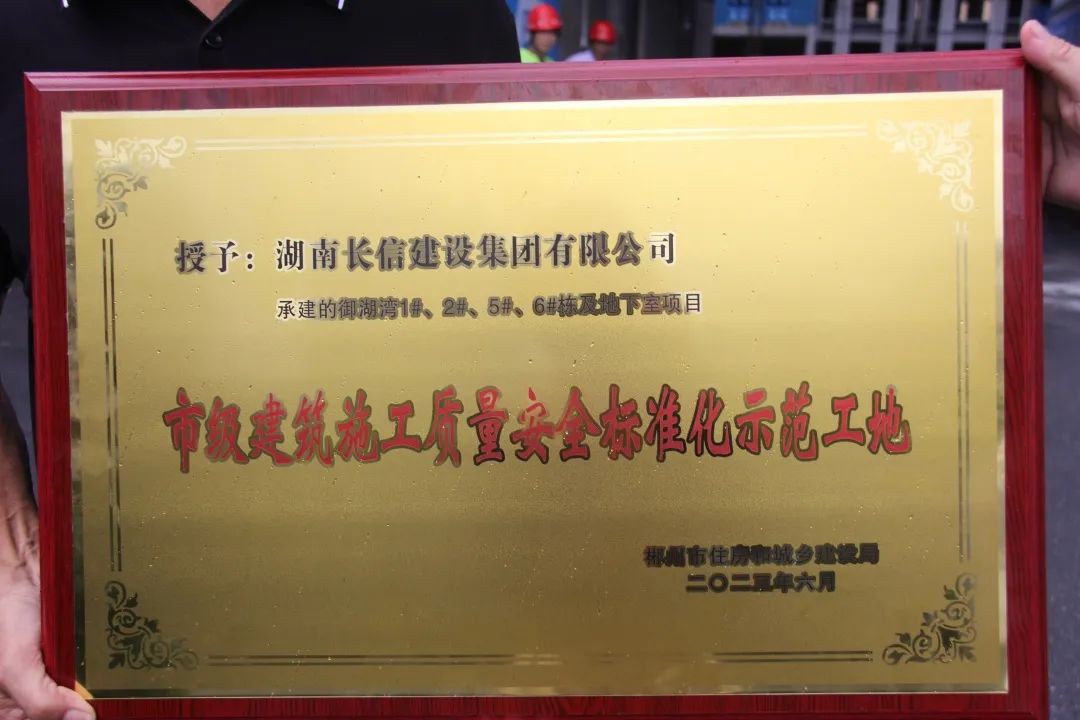 授予：湖南长信建设集团有限公司
承建的御湖湾1#、2#、5#、6#栋及地下室项目
市级建筑施工质量安全标准化示范工地
郴州市住房和城乡建设局
二〇二三年六月